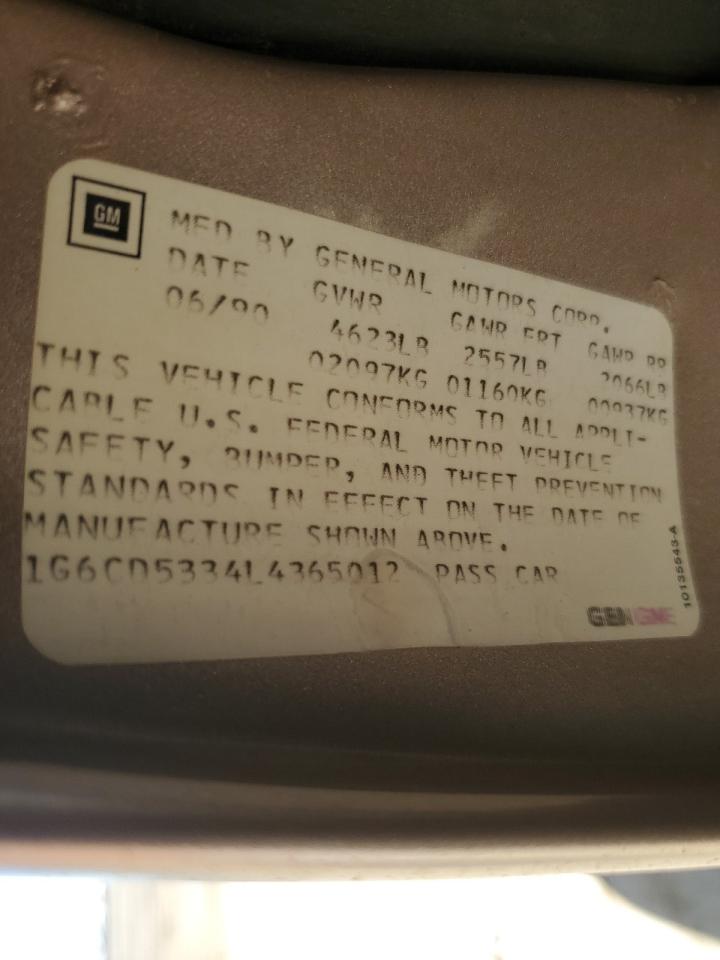 GM
MFD BY GENERAL MOTORS CORP.
DATE GVWR GAWR FRT GAWR RR
06/90 4623LB 2557LB 2066LB
02097KG 01160KG 00937KG
THIS VEHICLE CONFORMS TO ALL APPLI-
CABLE U.S. FEDERAL MOTOR VEHICLE
SAFETY, BUMPER, AND THEFT PREVENTION
STANDARDS IN EFFECT ON THE DATE OF
MANUFACTURE SHOWN ABOVE.
1G6CD5334L4365012 PASS CAR
10135543-A